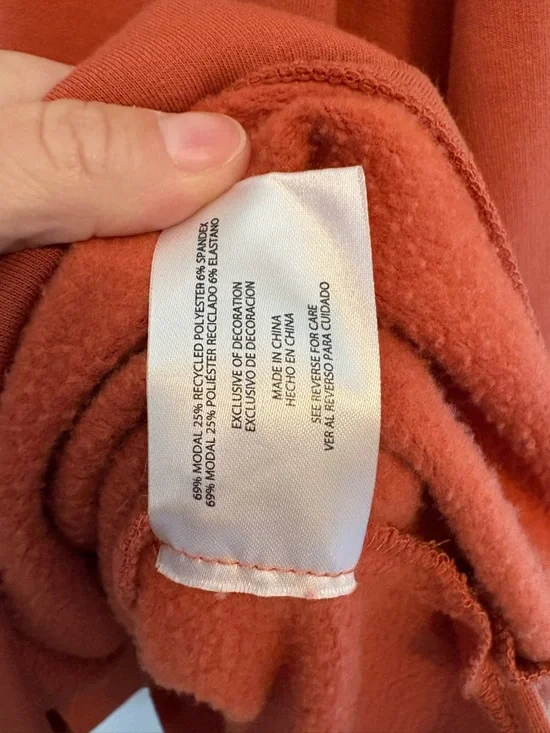 69% MODAL 25% RECYCLED POLYESTER 6% SPANDEX
69% MODAL 25% POLIÉSTER RECICLADO 6% ELASTANO
EXCLUSIVE OF DECORATION
EXCLUSIVO DE DECORACION
MADE IN CHINA
HECHO EN CHINA
SEE REVERSE FOR CARE
VER AL REVERSO PARA CUIDADO